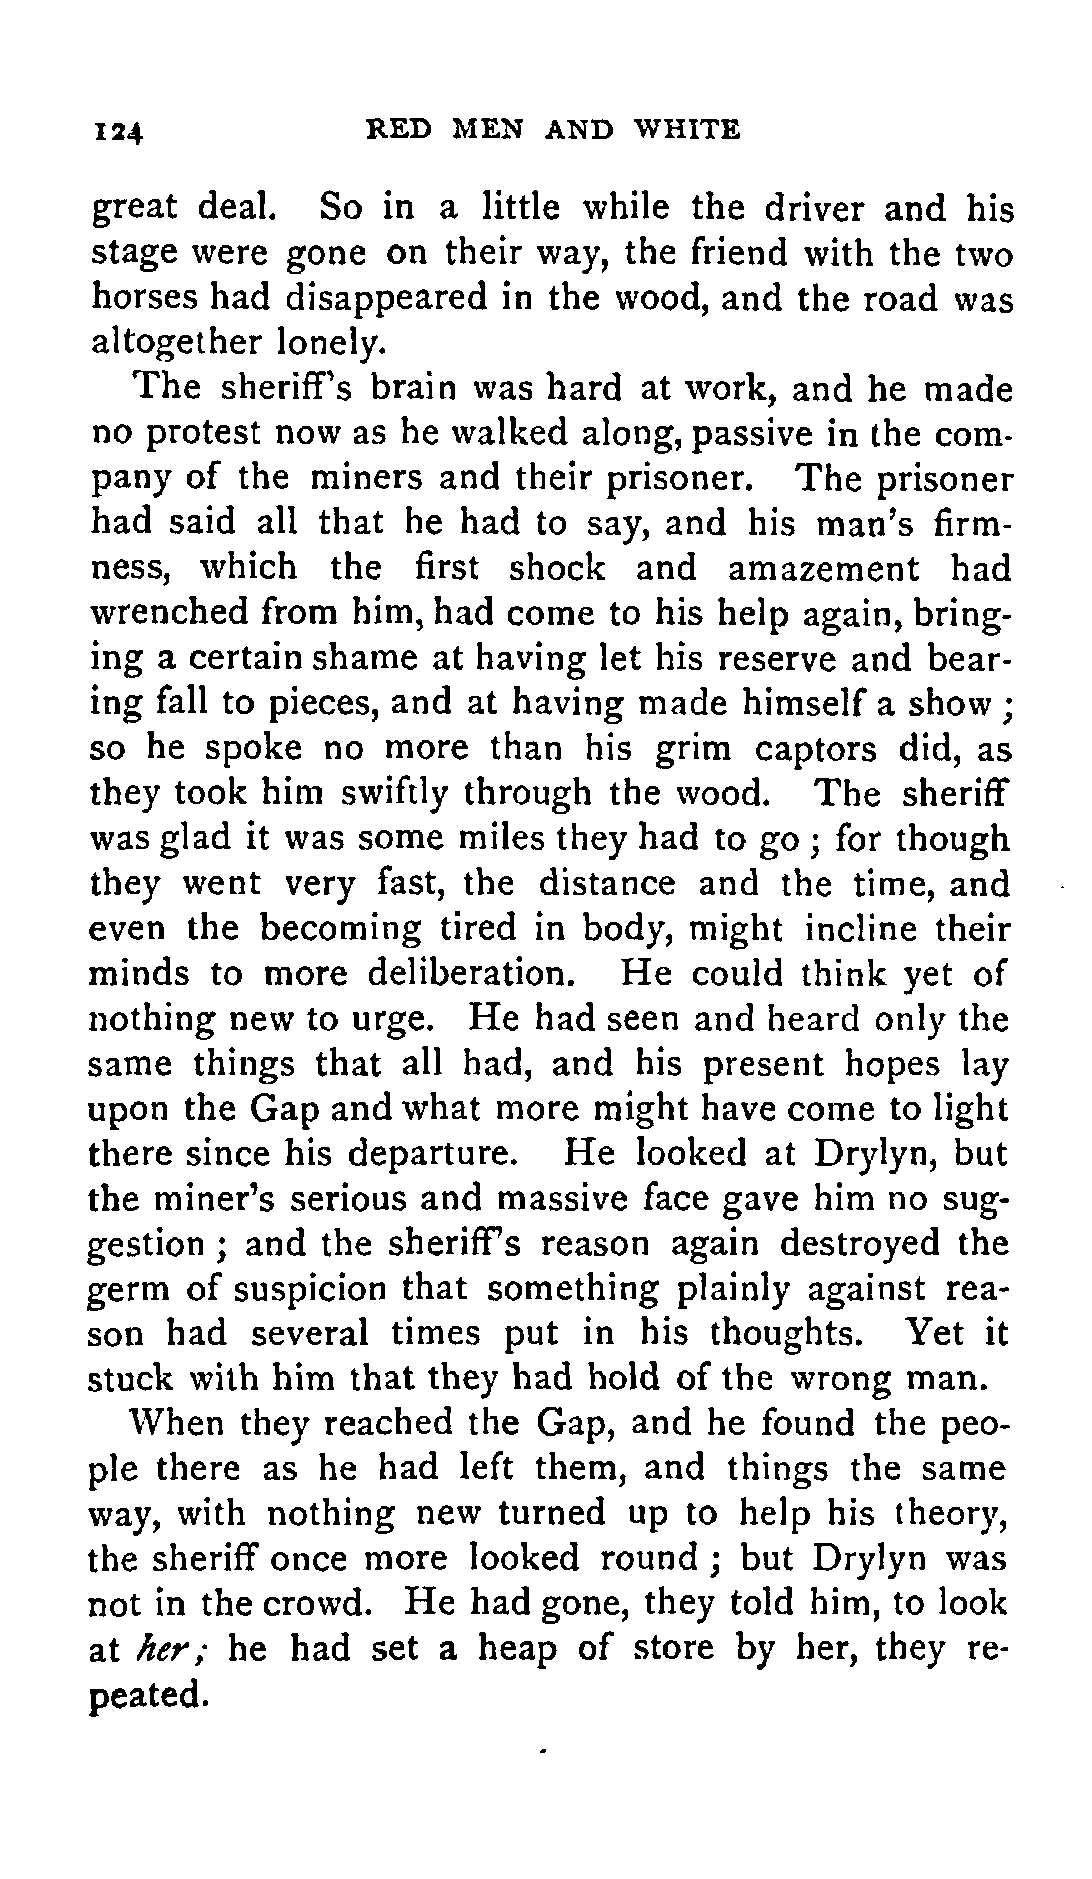 124 RED MEN AND WHITE
great deal. So in a little while the driver and his
stage were gone on their way, the friend with the two
horses had disappeared in the wood, and the road was
altogether lonely.
The sheriff's brain was hard at work, and he made
no protest now as he walked along, passive in the com-
pany of the miners and their prisoner. The prisoner
had said all that he had to say, and his man's firm-
ness, which the first shock and amazement had
wrenched from him, had come to his help again, bring-
ing a certain shame at having let his reserve and bear-
ing fall to pieces, and at having made himself a show ;
so he spoke no more than his grim captors did, as
they took him swiftly through the wood. The sheriff
was glad it was some miles they had to go ; for though
they went very fast, the distance and the time, and
even the becoming tired in body, might incline their
minds to more deliberation. He could think yet of
nothing new to urge. He had seen and heard only the
same things that all had, and his present hopes lay
upon the Gap and what more might have come to light
there since his departure. He looked at Drylyn, but
the miner's serious and massive face gave him no sug-
gestion ; and the sheriff's reason again destroyed the
germ of suspicion that something plainly against rea-
son had several times put in his thoughts. Yet it
stuck with him that they had hold of the wrong man.
When they reached the Gap, and he found the peo-
ple there as he had left them, and things the same
way, with nothing new turned up to help his theory,
the sheriff once more looked round ; but Drylyn was
not in the crowd. He had gone, they told him, to look
at her ; he had set a heap of store by her, they re-
peated.